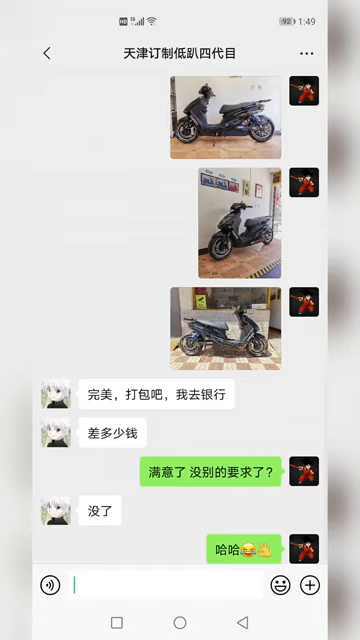 HD 5G 92 1:49
天津订制低趴四代目
完美，打包吧，我去银行
差多少钱
满意了 没别的要求了？
没了
哈哈😂👌